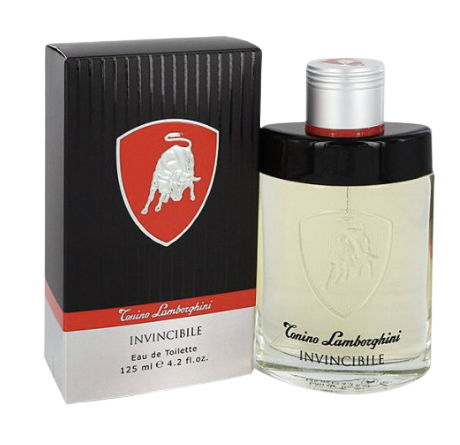 Tonino Lamborghini
INVINCIBILE
Eau de Toilette
125 ml ℮ 4.2 fl.oz.
Tonino Lamborghini
INVINCIBILE